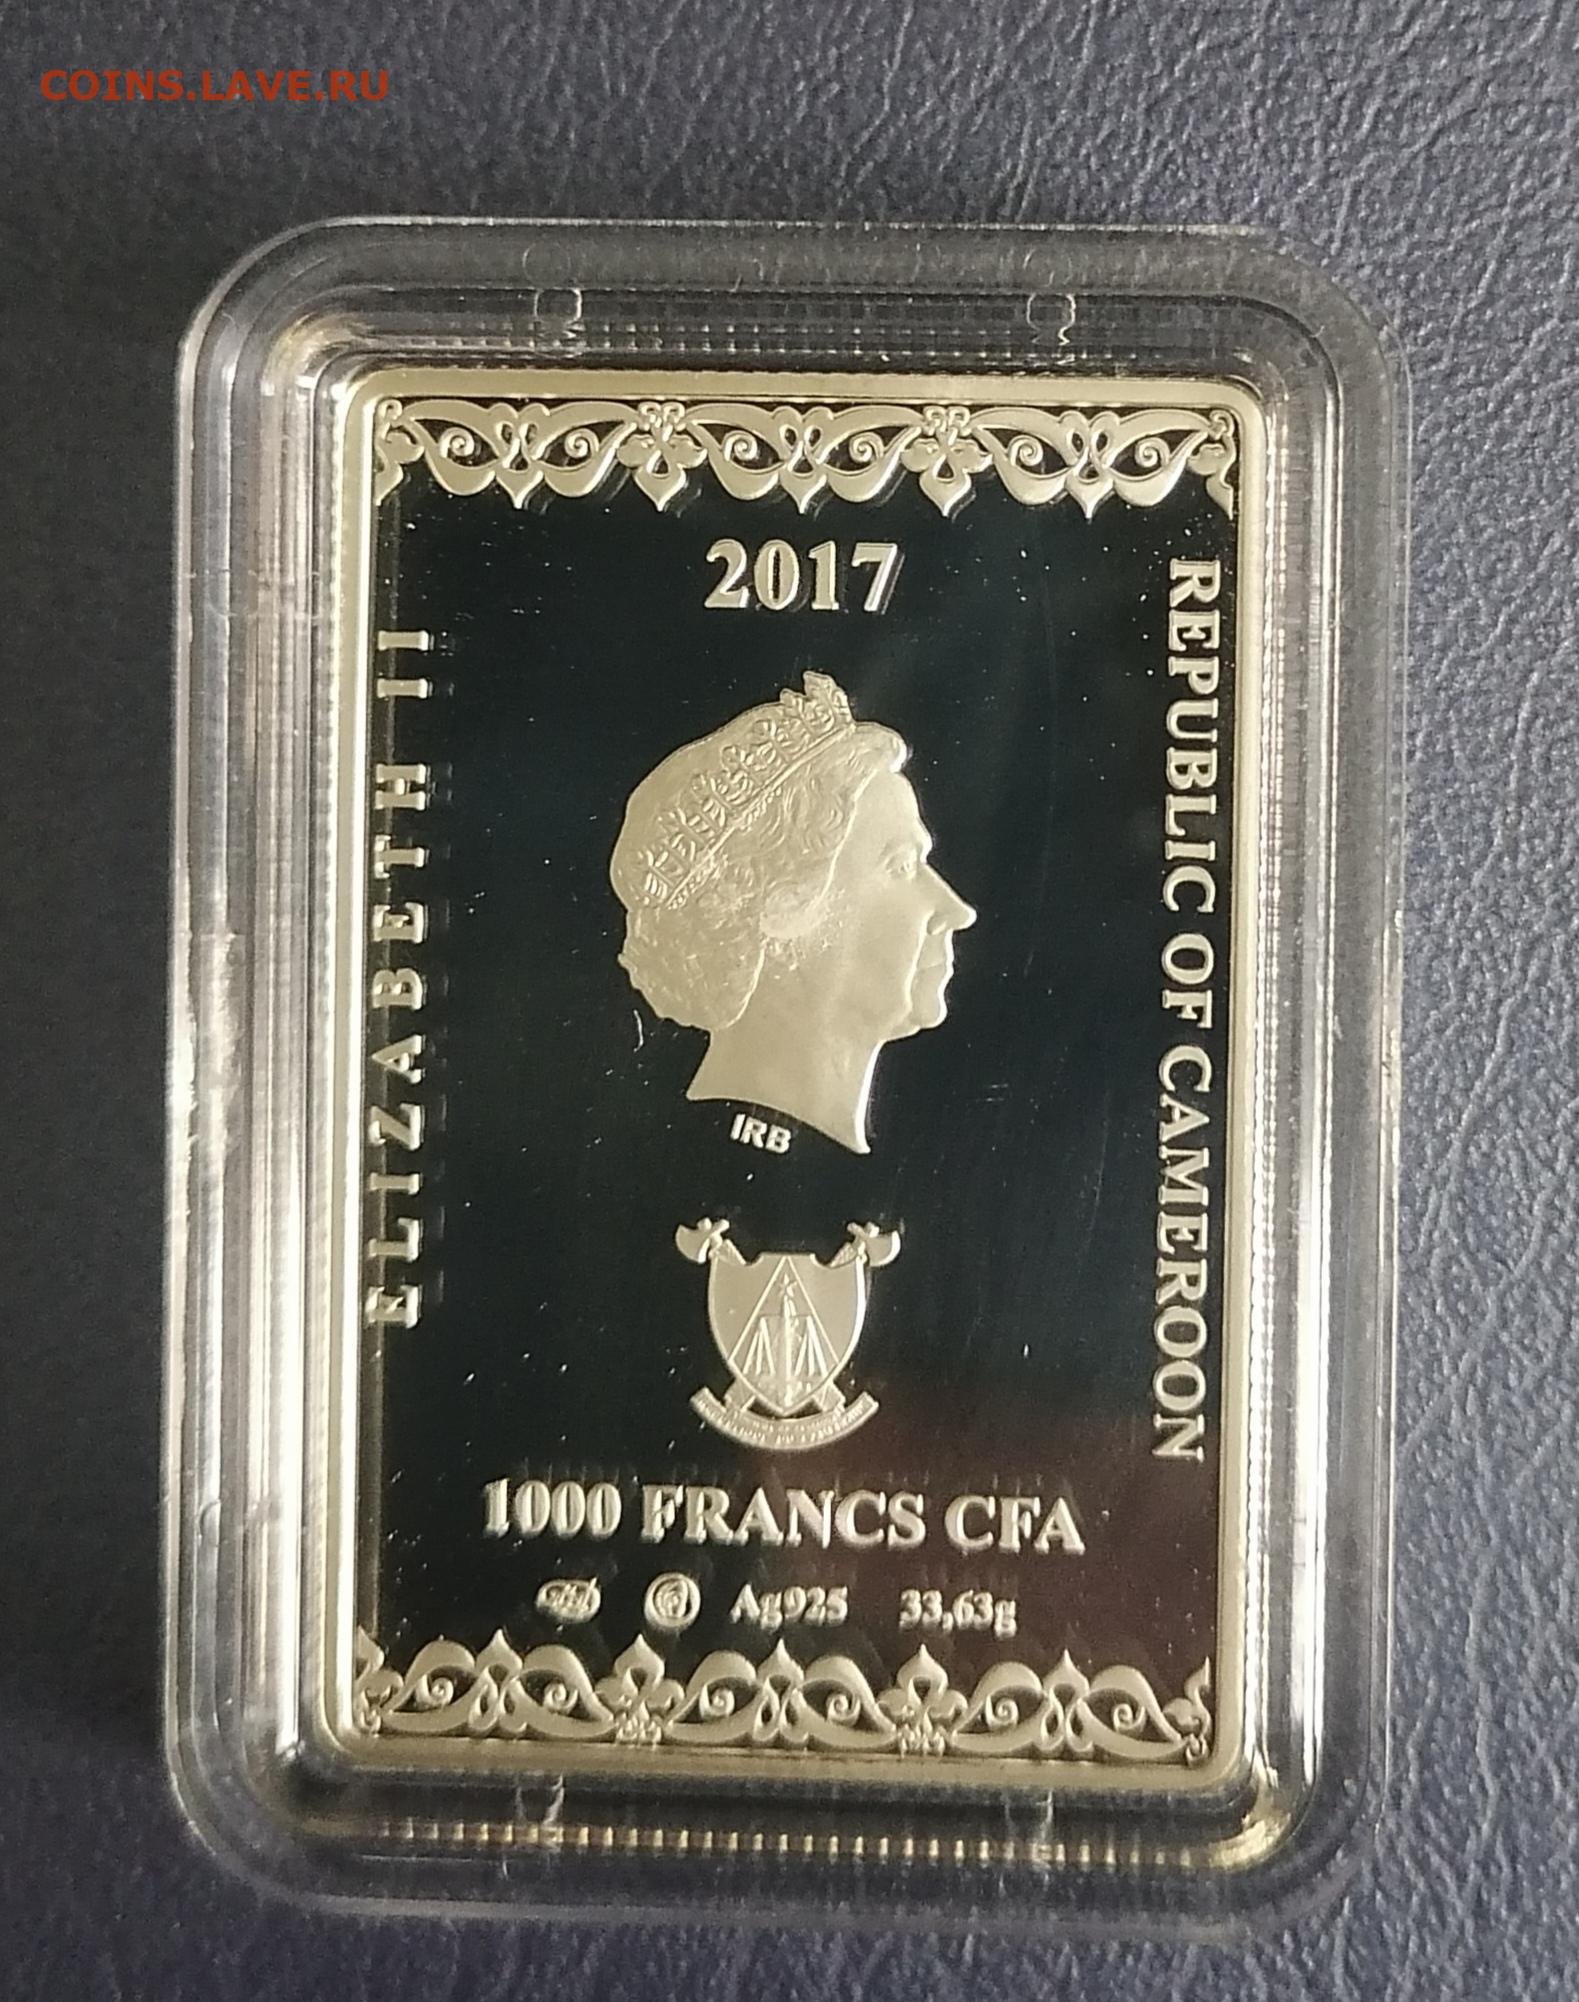 COINS.LAVE.RU
2017
ELIZABETH II
REPUBLIC OF CAMEROON
IRB
1000 FRANCS CFA
Ag925 33,63g